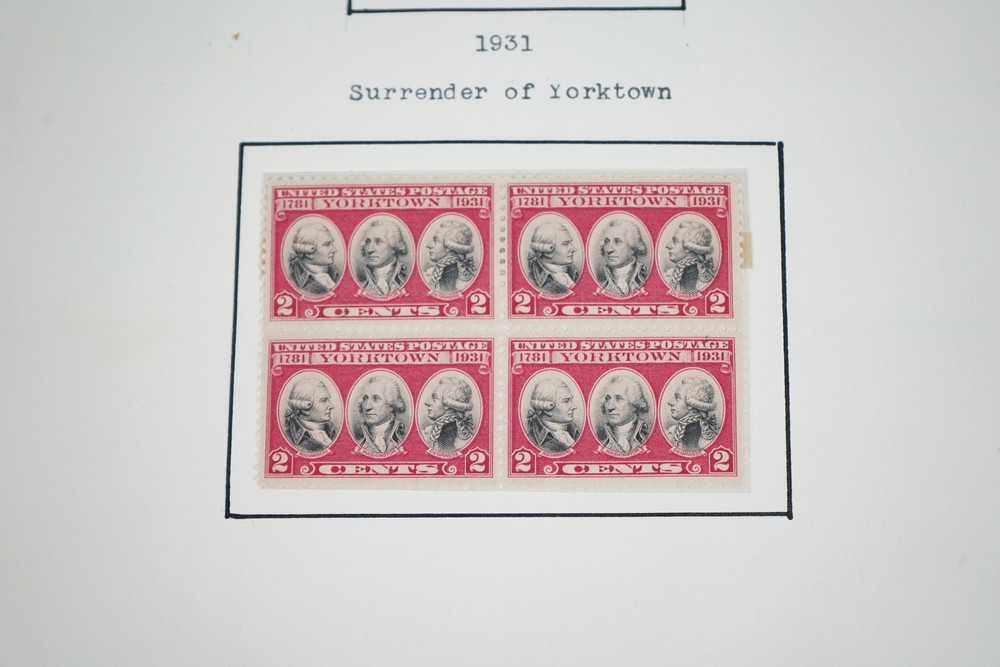 1931
Surrender of Yorktown
UNITED STATES POSTAGE UNITED STATES POSTAGE
1781 YORKTOWN 1931 1781 YORKTOWN 1931
2 CENTS 2 2 CENTS 2
UNITED STATES POSTAGE UNITED STATES POSTAGE
1781 YORKTOWN 1931 1781 YORKTOWN 1931
2 CENTS 2 2 CENTS 2